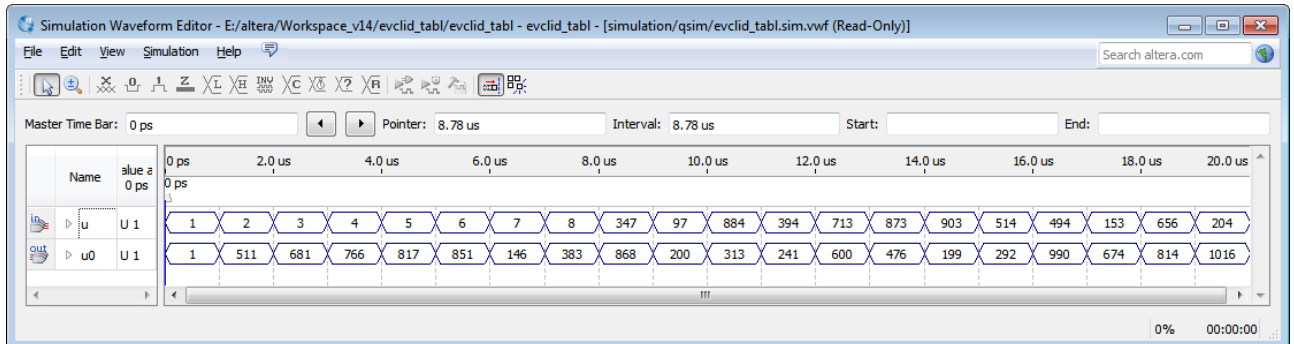 Simulation Waveform Editor - E:/altera/Workspace_v14/evclid_tabl/evclid_tabl - evclid_tabl - [simulation/qsim/evclid_tabl.sim.vwf (Read-Only)]
File Edit View Simulation Help Search altera.com
Master Time Bar: 0 ps Pointer: 8.78 us Interval: 8.78 us Start: End:
Name alue a 0 ps 0 ps 2.0 us 4.0 us 6.0 us 8.0 us 10.0 us 12.0 us 14.0 us 16.0 us 18.0 us 20.0 us
0 ps
in u U 1 1 2 3 4 5 6 7 8 347 97 884 394 713 873 903 514 494 153 656 204
out u0 U 1 1 511 681 766 817 851 146 383 868 200 313 241 600 476 199 292 990 674 814 1016
0% 00:00:00